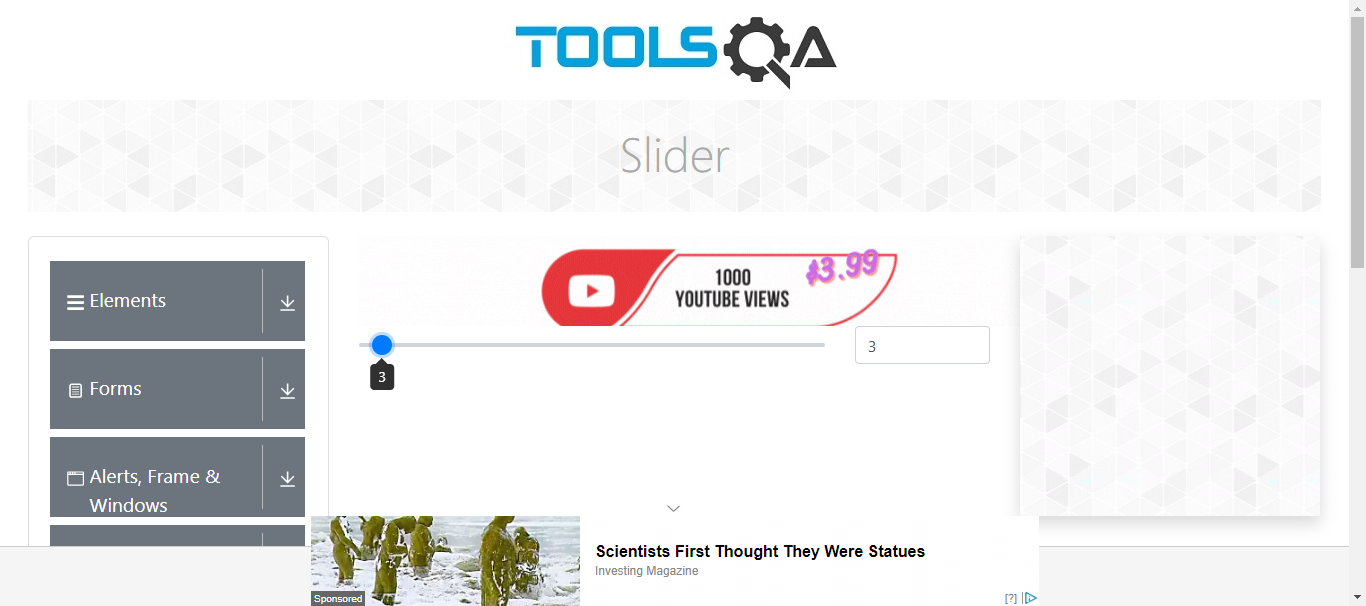 TOOLSQA
Slider
Elements
Forms
Alerts, Frame &
Windows
1000
YOUTUBE VIEWS
$3.99
3
3
Scientists First Thought They Were Statues
Investing Magazine
Sponsored
[?]